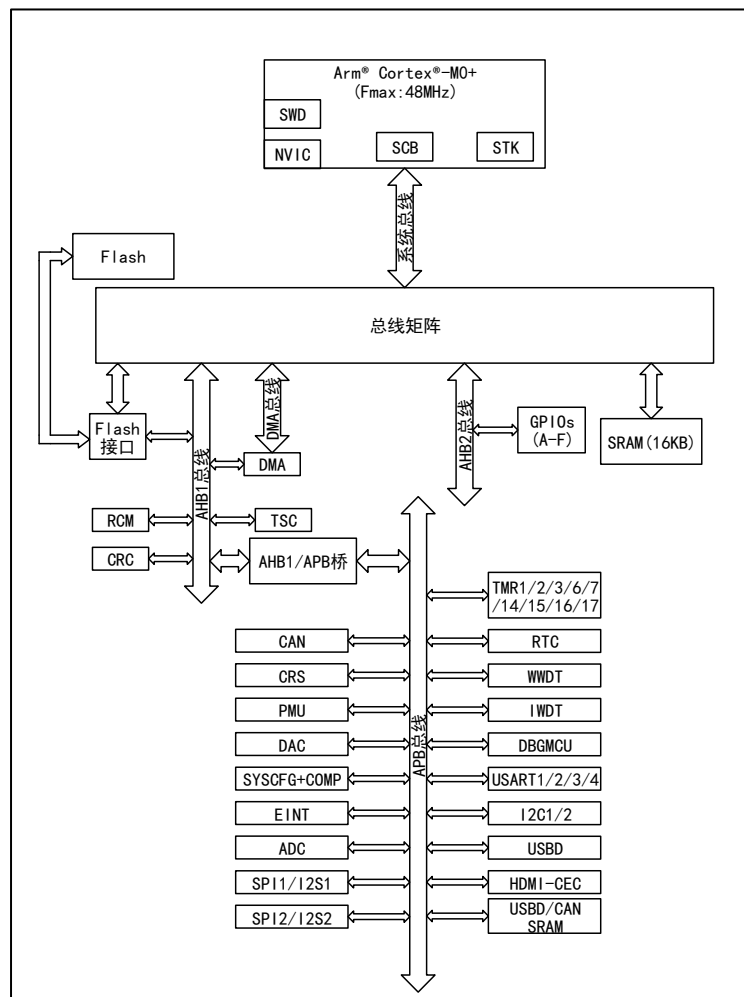 Arm® Cortex®-M0+
(Fmax:48MHz)
SWD
NVIC
SCB
STK
系统总线
Flash
总线矩阵
Flash
接口
AHB1总线
DMA总线
DMA
AHB2总线
GPIOs
(A-F)
SRAM(16KB)
RCM
TSC
CRC
AHB1/APB桥
APB总线
TMR1/2/3/6/7
/14/15/16/17
CAN
RTC
CRS
WWDT
PMU
IWDT
DAC
DBGMCU
SYSCFG+COMP
USART1/2/3/4
EINT
I2C1/2
ADC
USBD
SPI1/I2S1
HDMI-CEC
SPI2/I2S2
USBD/CAN
SRAM